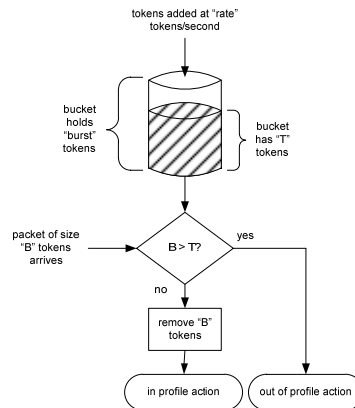 tokens added at “rate”
tokens/second
bucket
holds
“burst”
tokens
bucket
has “T”
tokens
packet of size
“B” tokens
arrives
B > T?
yes
no
remove “B”
tokens
in profile action
out of profile action